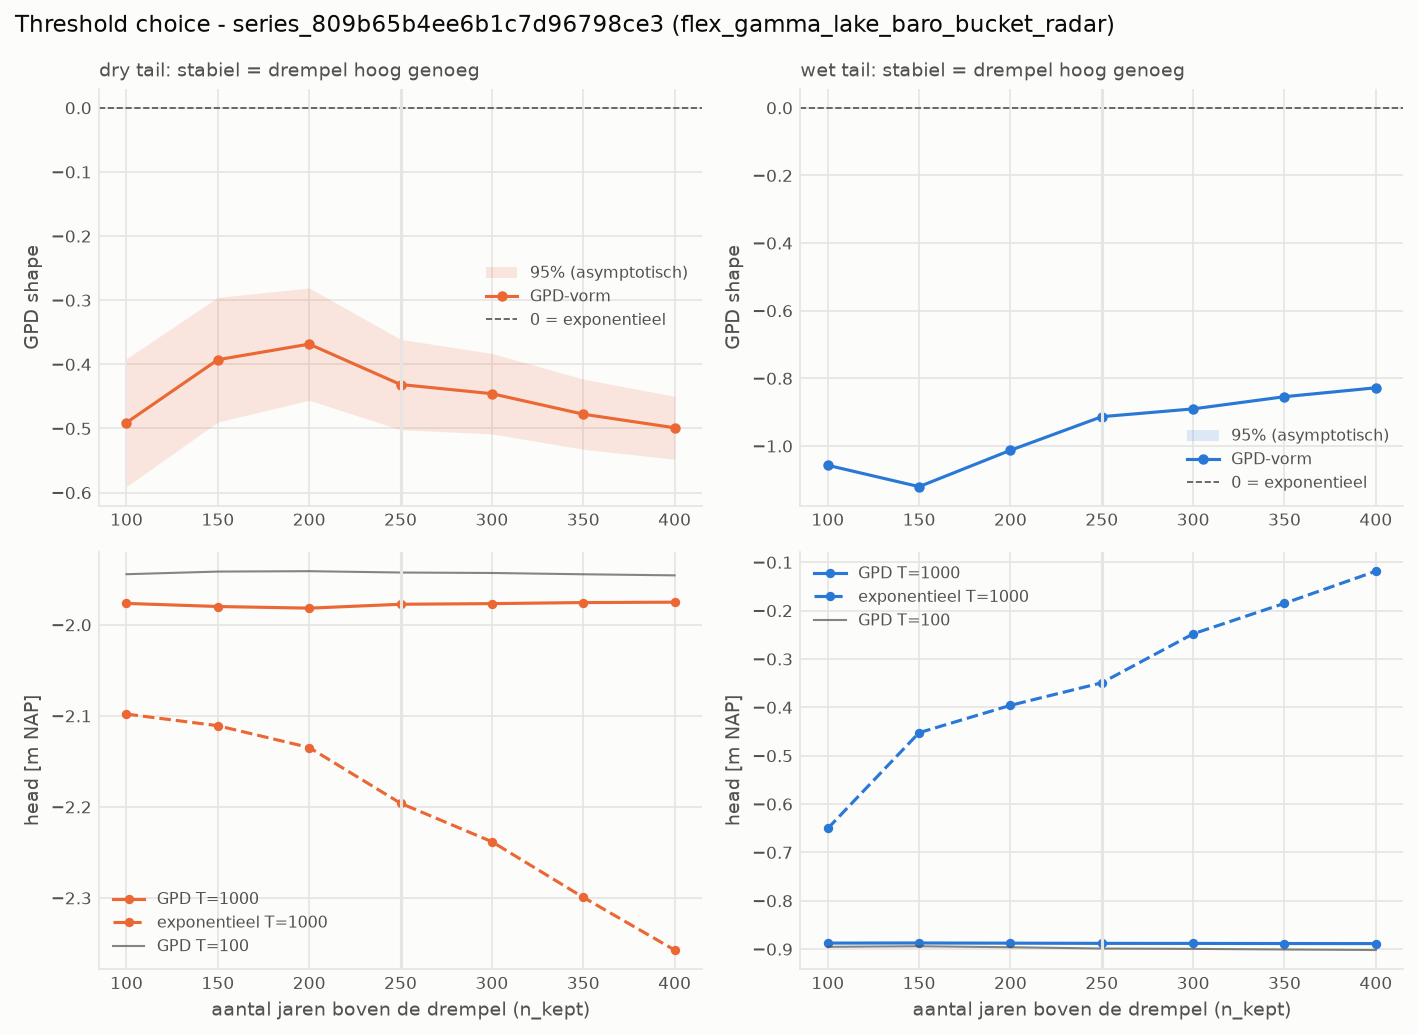 Threshold choice - series_809b65b4ee6b1c7d96798ce3 (flex_gamma_lake_baro_bucket_radar)
dry tail: stabiel = drempel hoog genoeg
GPD shape
0.0
−0.1
−0.2
−0.3
−0.4
−0.5
−0.6
95% (asymptotisch)
GPD-vorm
0 = exponentieel
100 150 200 250 300 350 400
wet tail: stabiel = drempel hoog genoeg
GPD shape
0.0
−0.2
−0.4
−0.6
−0.8
−1.0
95% (asymptotisch)
GPD-vorm
0 = exponentieel
100 150 200 250 300 350 400
head [m NAP]
−2.0
−2.1
−2.2
−2.3
GPD T=1000
exponentieel T=1000
GPD T=100
100 150 200 250 300 350 400
aantal jaren boven de drempel (n_kept)
head [m NAP]
−0.1
−0.2
−0.3
−0.4
−0.5
−0.6
−0.7
−0.8
−0.9
GPD T=1000
exponentieel T=1000
GPD T=100
100 150 200 250 300 350 400
aantal jaren boven de drempel (n_kept)